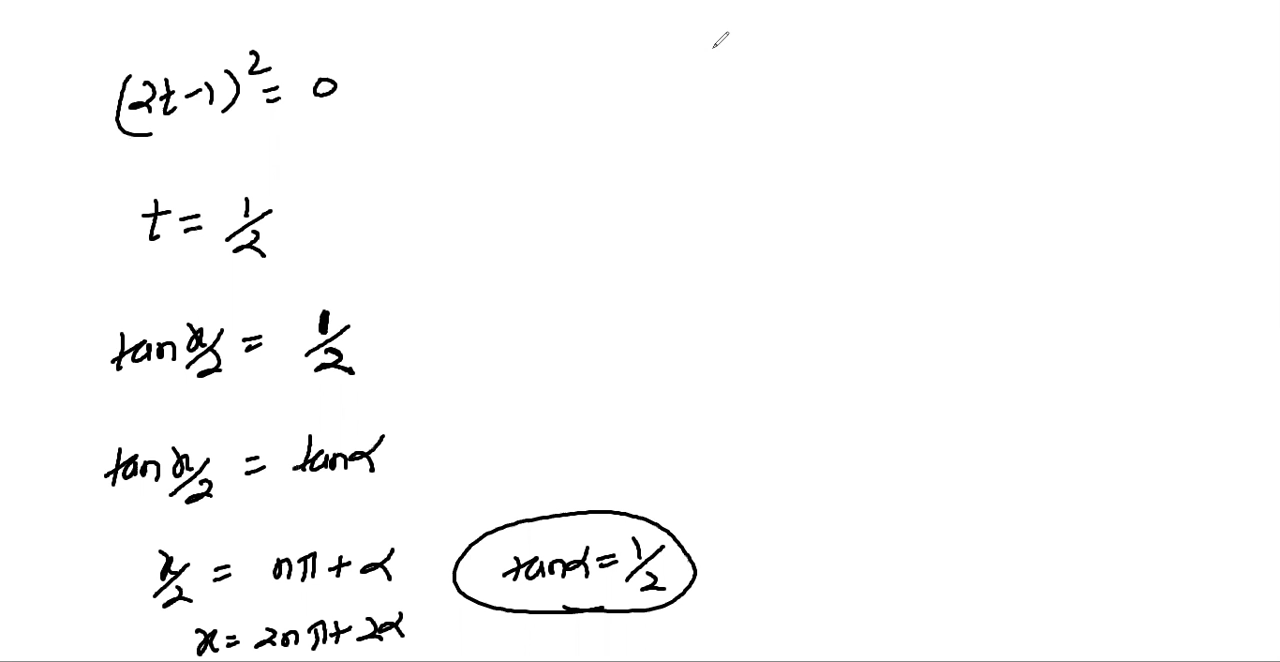 (2t-1)² = 0
t = 1/2
tan x/2 = 1/2
tan x/2 = tanα
x/2 = nπ + α tanα = 1/2
x = 2nπ + 2α